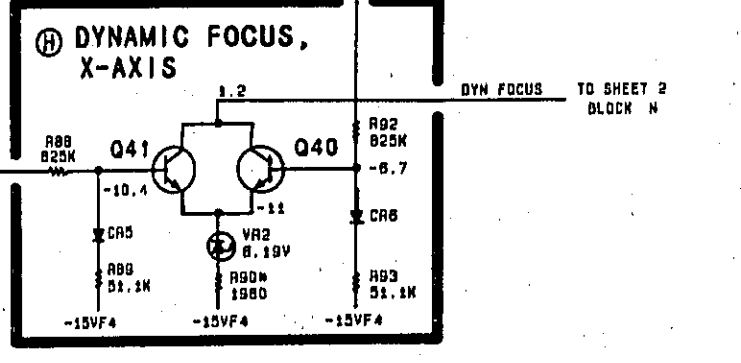 H DYNAMIC FOCUS,
X-AXIS
1.2
DYN FOCUS
TO SHEET 2
BLOCK N
R88
825K
Q41
Q40
R92
825K
-10.4
-6.7
-11
CR5
VR2
6.19V
CR6
R89
51.1K
R90*
1960
R93
51.1K
-15VF4
-15VF4
-15VF4